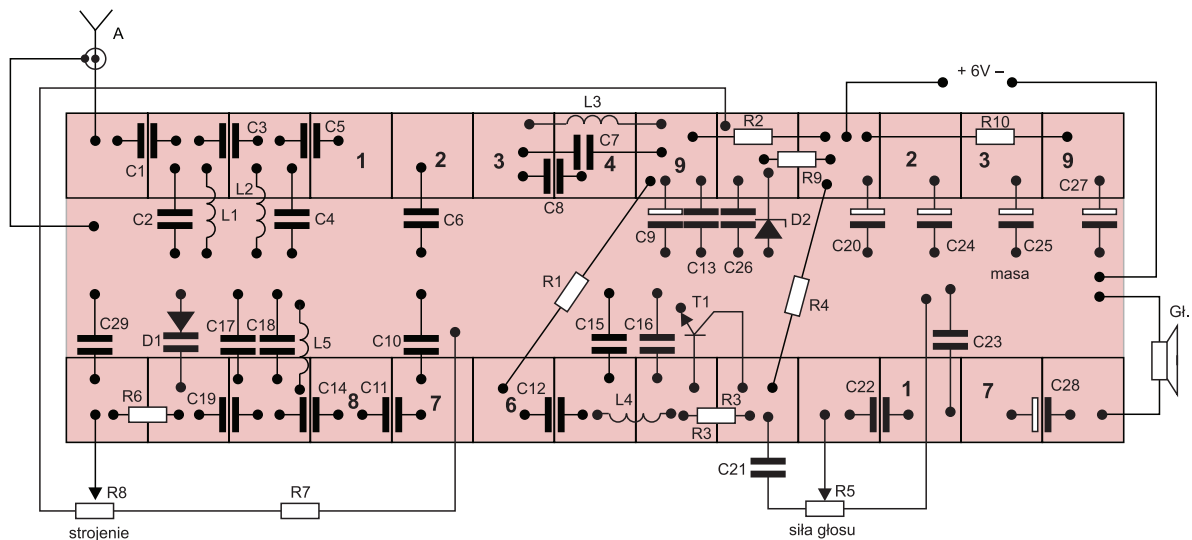 A
+ 6V –
L3
C1
C3
C5
1
2
3
C7
4
C8
9
R2
R9
2
R10
3
9
C27
C2
L1
L2
C4
C6
C9
C13
C26
D2
C20
C24
C25
masa
R1
T1
R4
Gł.
C29
D1
C17
C18
L5
C10
C15
C16
C23
R6
C19
C14
8
C11
7
6
C12
L4
R3
R3
C22
1
7
C28
C21
R8
R7
R5
strojenie
siła głosu